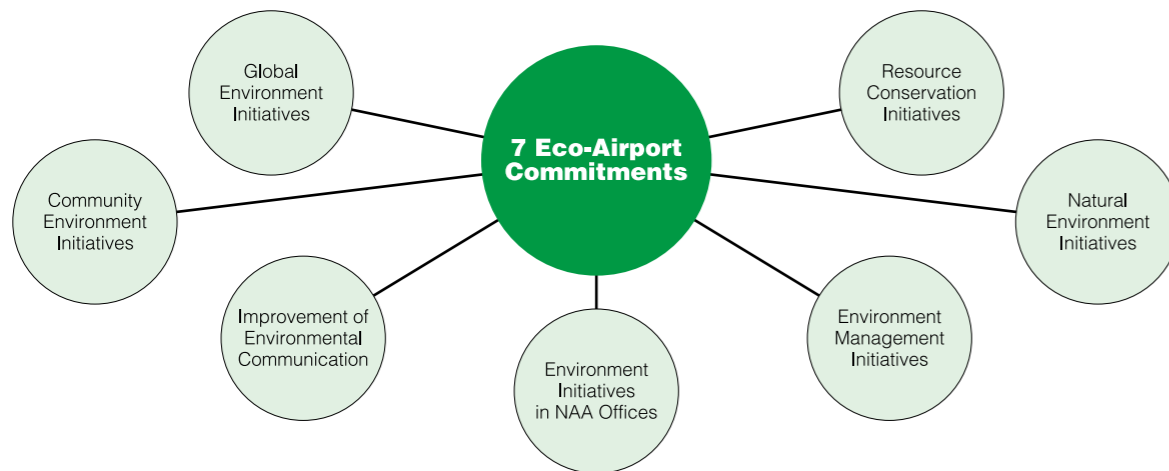 Global
Environment
Initiatives
Resource
Conservation
Initiatives
7 Eco-Airport
Commitments
Community
Environment
Initiatives
Natural
Environment
Initiatives
Improvement of
Environmental
Communication
Environment
Management
Initiatives
Environment
Initiatives
in NAA Offices